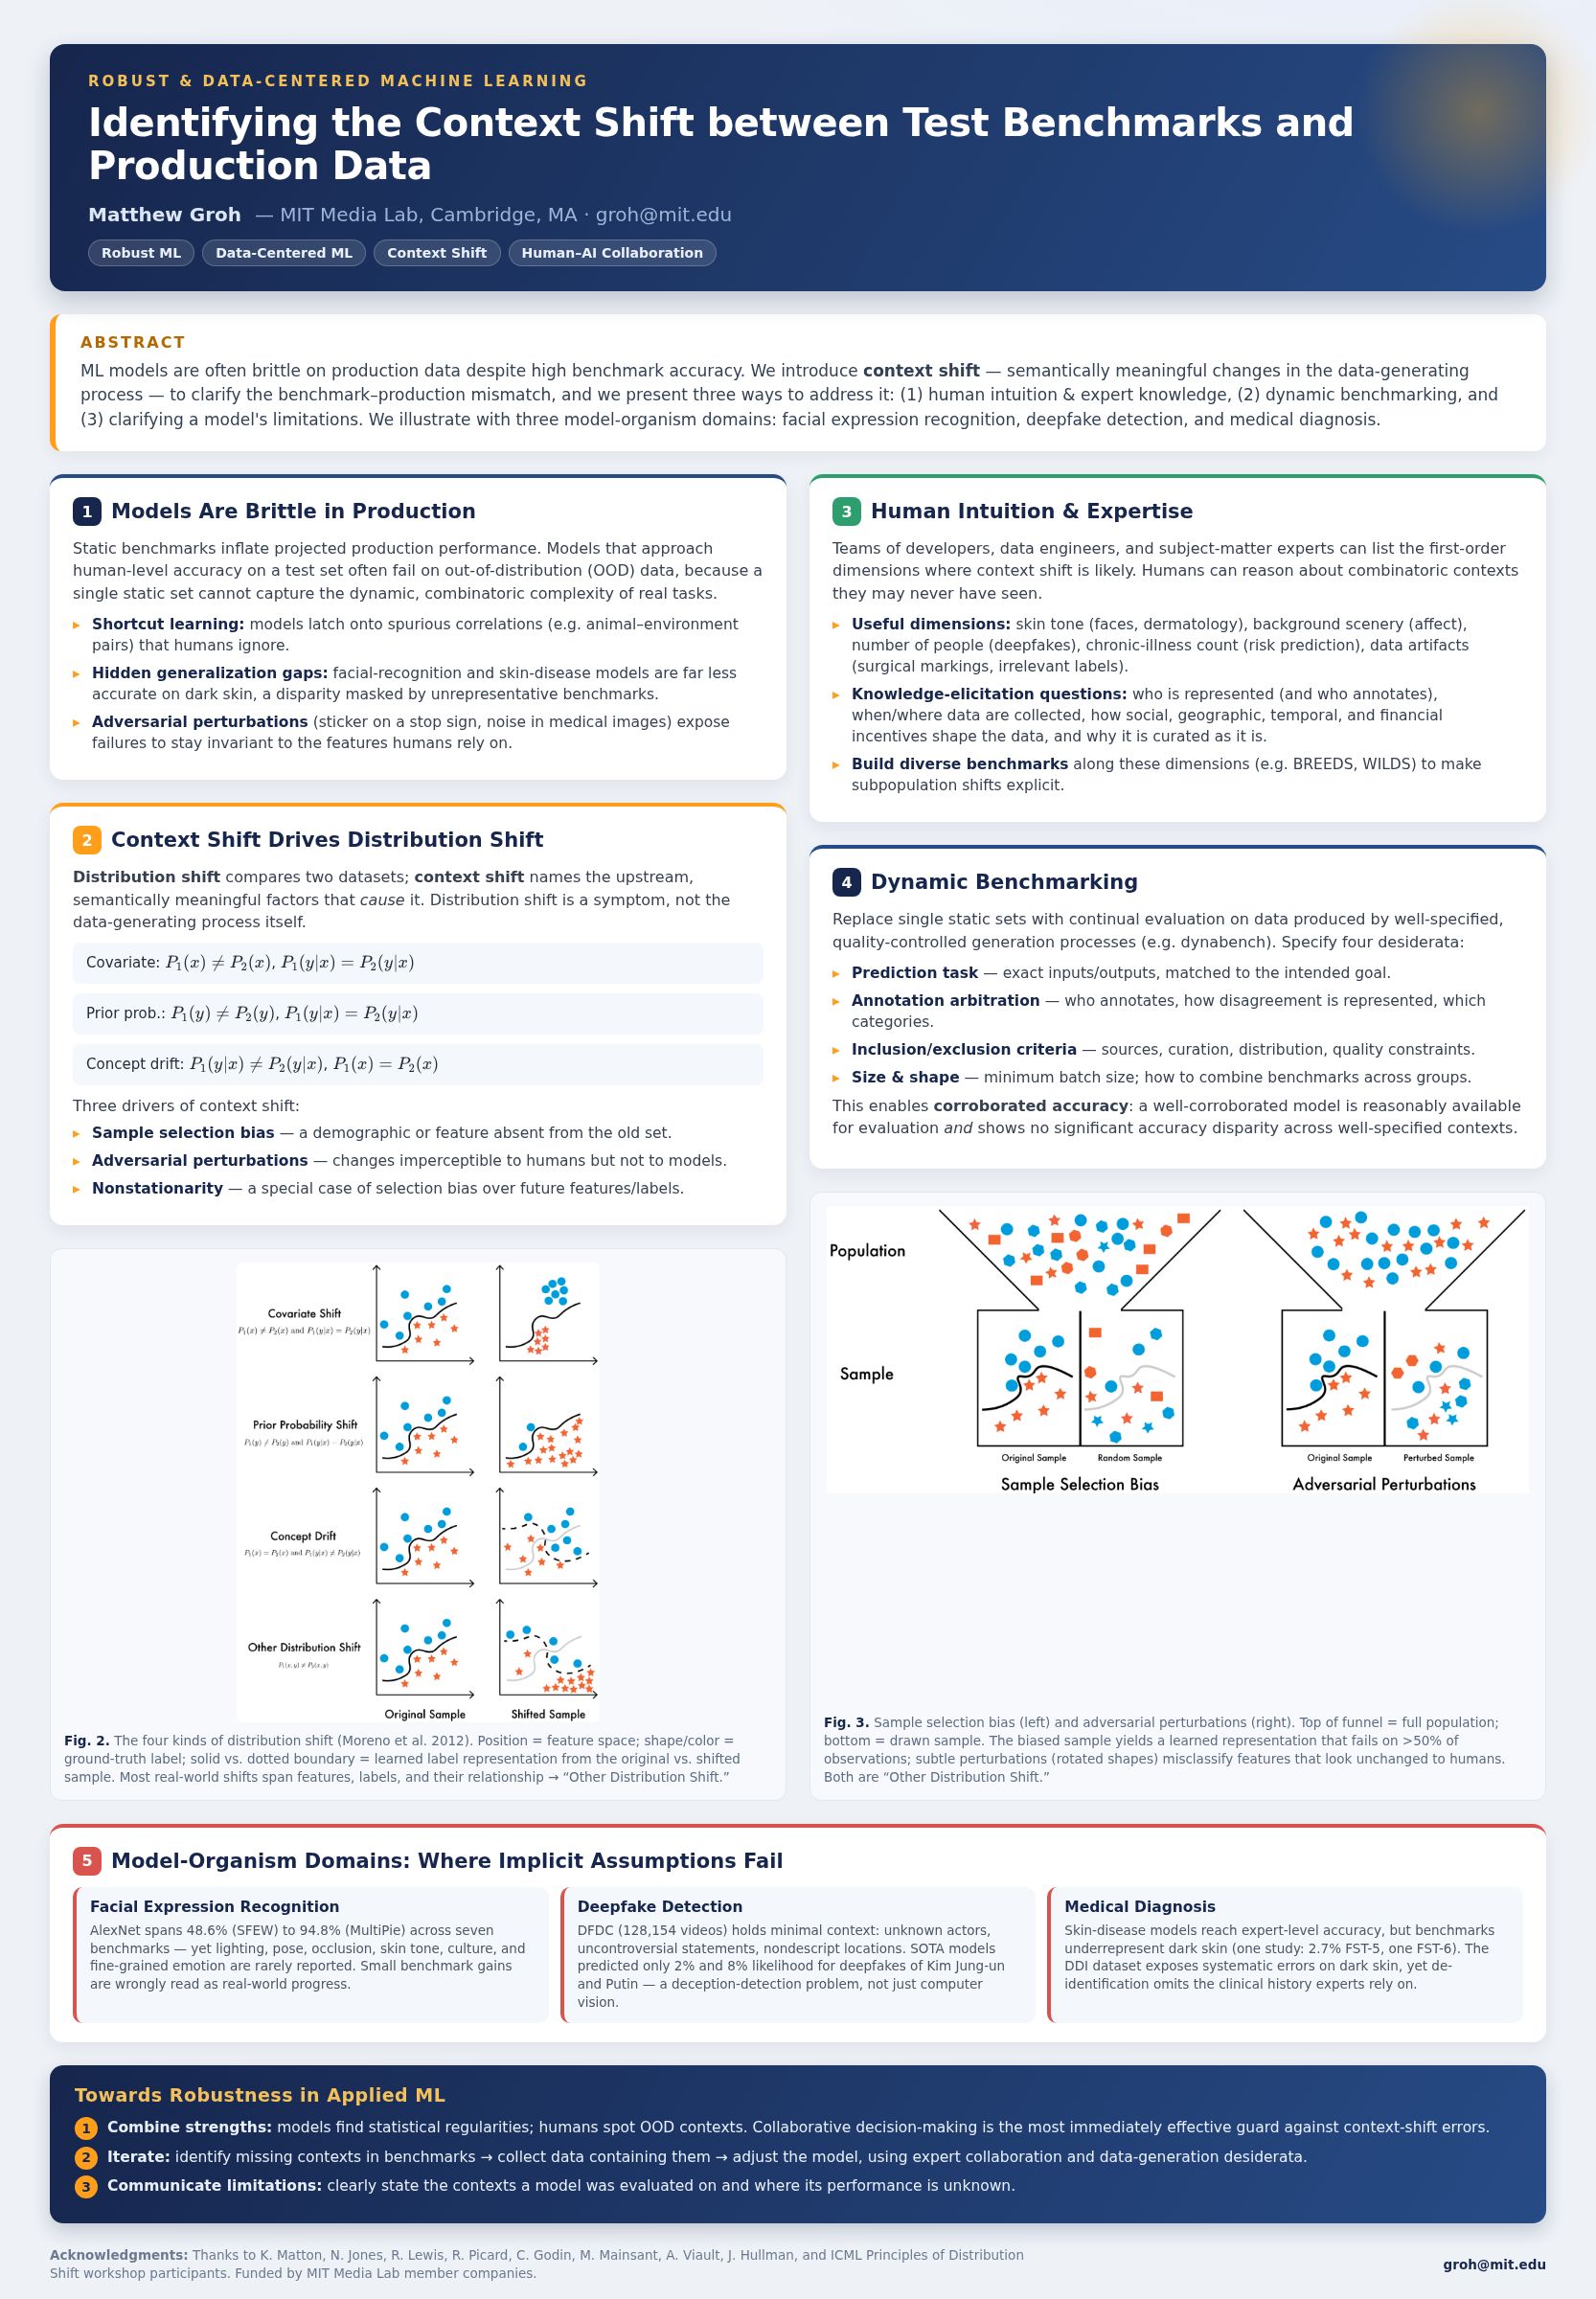 ROBUST & DATA-CENTERED MACHINE LEARNING
Identifying the Context Shift between Test Benchmarks and
Production Data
Matthew Groh — MIT Media Lab, Cambridge, MA · groh@mit.edu
Robust ML
Data-Centered ML
Context Shift
Human–AI Collaboration
ABSTRACT
ML models are often brittle on production data despite high benchmark accuracy. We introduce context shift — semantically meaningful changes in the data-generating
process — to clarify the benchmark–production mismatch, and we present three ways to address it: (1) human intuition & expert knowledge, (2) dynamic benchmarking, and
(3) clarifying a model's limitations. We illustrate with three model-organism domains: facial expression recognition, deepfake detection, and medical diagnosis.
1 Models Are Brittle in Production
Static benchmarks inflate projected production performance. Models that approach
human-level accuracy on a test set often fail on out-of-distribution (OOD) data, because a
single static set cannot capture the dynamic, combinatoric complexity of real tasks.
▸ Shortcut learning: models latch onto spurious correlations (e.g. animal–environment
pairs) that humans ignore.
▸ Hidden generalization gaps: facial-recognition and skin-disease models are far less
accurate on dark skin, a disparity masked by unrepresentative benchmarks.
▸ Adversarial perturbations (sticker on a stop sign, noise in medical images) expose
failures to stay invariant to the features humans rely on.
2 Context Shift Drives Distribution Shift
Distribution shift compares two datasets; context shift names the upstream,
semantically meaningful factors that cause it. Distribution shift is a symptom, not the
data-generating process itself.
Covariate: P₁(x) ≠ P₂(x), P₁(y|x) = P₂(y|x)
Prior prob.: P₁(y) ≠ P₂(y), P₁(y|x) = P₂(y|x)
Concept drift: P₁(y|x) ≠ P₂(y|x), P₁(x) = P₂(x)
Three drivers of context shift:
▸ Sample selection bias — a demographic or feature absent from the old set.
▸ Adversarial perturbations — changes imperceptible to humans but not to models.
▸ Nonstationarity — a special case of selection bias over future features/labels.
Covariate Shift
P₁(x) ≠ P₂(x) and P₁(y|x) = P₂(y|x)
Prior Probability Shift
P₁(y) ≠ P₂(y) and P₁(y|x) = P₂(y|x)
Concept Drift
P₁(x) = P₂(x) and P₁(y|x) ≠ P₂(y|x)
Other Distribution Shift
P₁(x, y) ≠ P₂(x, y)
Original Sample
Shifted Sample
Fig. 2. The four kinds of distribution shift (Moreno et al. 2012). Position = feature space; shape/color =
ground-truth label; solid vs. dotted boundary = learned label representation from the original vs. shifted
sample. Most real-world shifts span features, labels, and their relationship → “Other Distribution Shift.”
3 Human Intuition & Expertise
Teams of developers, data engineers, and subject-matter experts can list the first-order
dimensions where context shift is likely. Humans can reason about combinatoric contexts
they may never have seen.
▸ Useful dimensions: skin tone (faces, dermatology), background scenery (affect),
number of people (deepfakes), chronic-illness count (risk prediction), data artifacts
(surgical markings, irrelevant labels).
▸ Knowledge-elicitation questions: who is represented (and who annotates),
when/where data are collected, how social, geographic, temporal, and financial
incentives shape the data, and why it is curated as it is.
▸ Build diverse benchmarks along these dimensions (e.g. BREEDS, WILDS) to make
subpopulation shifts explicit.
4 Dynamic Benchmarking
Replace single static sets with continual evaluation on data produced by well-specified,
quality-controlled generation processes (e.g. dynabench). Specify four desiderata:
▸ Prediction task — exact inputs/outputs, matched to the intended goal.
▸ Annotation arbitration — who annotates, how disagreement is represented, which
categories.
▸ Inclusion/exclusion criteria — sources, curation, distribution, quality constraints.
▸ Size & shape — minimum batch size; how to combine benchmarks across groups.
This enables corroborated accuracy: a well-corroborated model is reasonably available
for evaluation and shows no significant accuracy disparity across well-specified contexts.
Population
Sample
Original Sample
Random Sample
Original Sample
Perturbed Sample
Sample Selection Bias
Adversarial Perturbations
Fig. 3. Sample selection bias (left) and adversarial perturbations (right). Top of funnel = full population;
bottom = drawn sample. The biased sample yields a learned representation that fails on >50% of
observations; subtle perturbations (rotated shapes) misclassify features that look unchanged to humans.
Both are “Other Distribution Shift.”
5 Model-Organism Domains: Where Implicit Assumptions Fail
Facial Expression Recognition
AlexNet spans 48.6% (SFEW) to 94.8% (MultiPie) across seven
benchmarks — yet lighting, pose, occlusion, skin tone, culture, and
fine-grained emotion are rarely reported. Small benchmark gains
are wrongly read as real-world progress.
Deepfake Detection
DFDC (128,154 videos) holds minimal context: unknown actors,
uncontroversial statements, nondescript locations. SOTA models
predicted only 2% and 8% likelihood for deepfakes of Kim Jung-un
and Putin — a deception-detection problem, not just computer
vision.
Medical Diagnosis
Skin-disease models reach expert-level accuracy, but benchmarks
underrepresent dark skin (one study: 2.7% FST-5, one FST-6). The
DDI dataset exposes systematic errors on dark skin, yet de-
identification omits the clinical history experts rely on.
Towards Robustness in Applied ML
1 Combine strengths: models find statistical regularities; humans spot OOD contexts. Collaborative decision-making is the most immediately effective guard against context-shift errors.
2 Iterate: identify missing contexts in benchmarks → collect data containing them → adjust the model, using expert collaboration and data-generation desiderata.
3 Communicate limitations: clearly state the contexts a model was evaluated on and where its performance is unknown.
Acknowledgments: Thanks to K. Matton, N. Jones, R. Lewis, R. Picard, C. Godin, M. Mainsant, A. Viault, J. Hullman, and ICML Principles of Distribution
Shift workshop participants. Funded by MIT Media Lab member companies.
groh@mit.edu